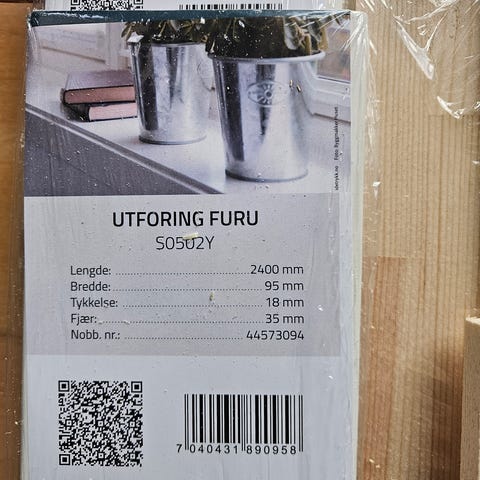 UTFORING FURU
S0502Y
Lengde: 2400 mm
Bredde: 95 mm
Tykkelse: 18 mm
Fjær: 35 mm
Nobb. nr.: 44573094
7 040431 890958